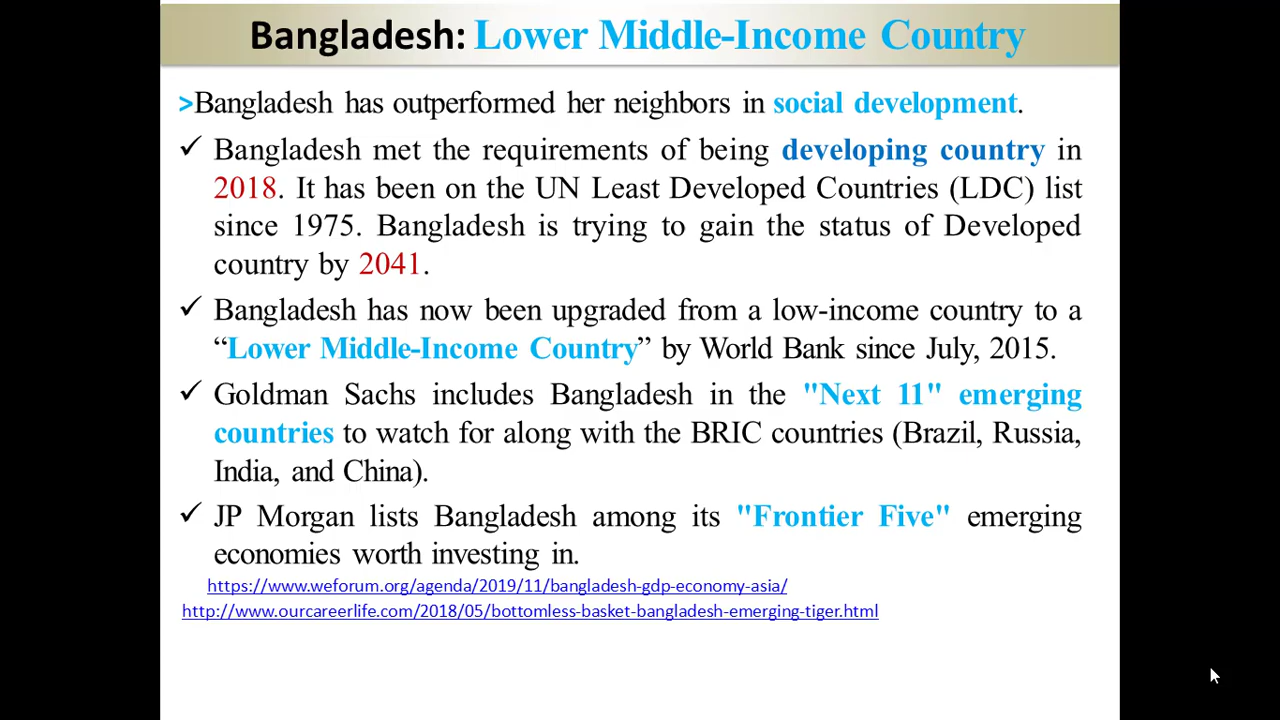 Bangladesh: Lower Middle-Income Country
>Bangladesh has outperformed her neighbors in social development.
✓ Bangladesh met the requirements of being developing country in
2018. It has been on the UN Least Developed Countries (LDC) list
since 1975. Bangladesh is trying to gain the status of Developed
country by 2041.
✓ Bangladesh has now been upgraded from a low-income country to a
“Lower Middle-Income Country” by World Bank since July, 2015.
✓ Goldman Sachs includes Bangladesh in the "Next 11" emerging
countries to watch for along with the BRIC countries (Brazil, Russia,
India, and China).
✓ JP Morgan lists Bangladesh among its "Frontier Five" emerging
economies worth investing in.
https://www.weforum.org/agenda/2019/11/bangladesh-gdp-economy-asia/
http://www.ourcareerlife.com/2018/05/bottomless-basket-bangladesh-emerging-tiger.html